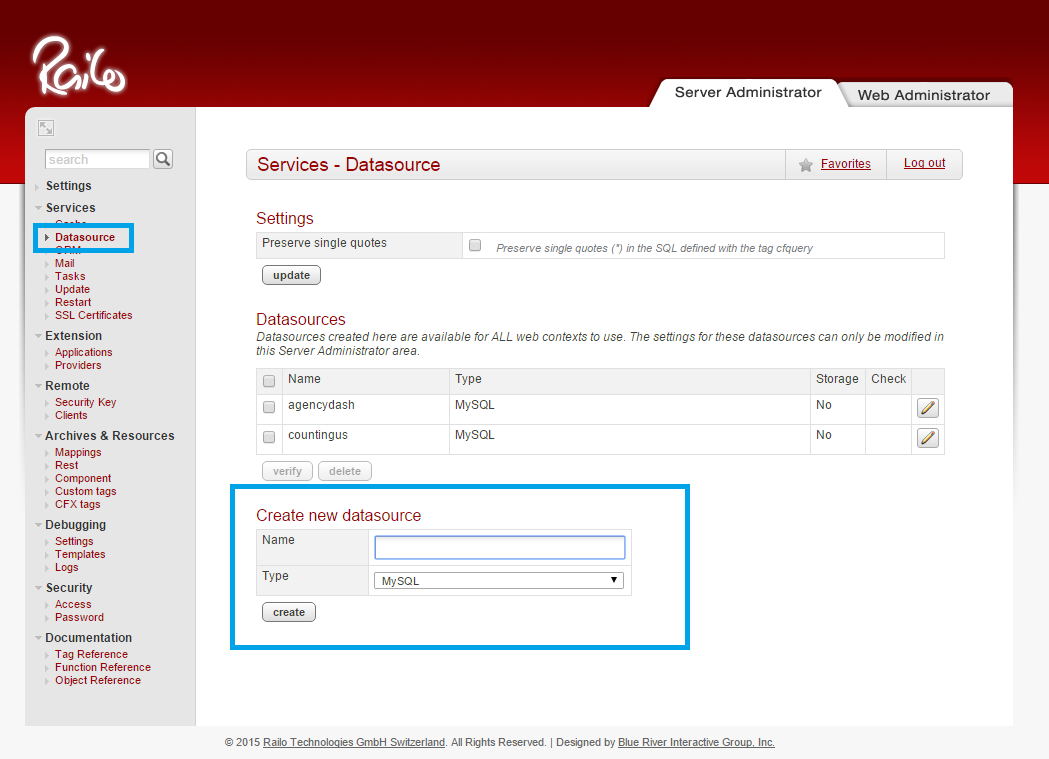 Railo
Server Administrator
Web Administrator
search
Settings
Services
Cache
Datasource
ORM
Mail
Tasks
Update
Restart
SSL Certificates
Extension
Applications
Providers
Remote
Security Key
Clients
Archives & Resources
Mappings
Rest
Component
Custom tags
CFX tags
Debugging
Settings
Templates
Logs
Security
Access
Password
Documentation
Tag Reference
Function Reference
Object Reference
Services - Datasource
Favorites
Log out
Settings
Preserve single quotes
Preserve single quotes (") in the SQL defined with the tag cfquery
update
Datasources
Datasources created here are available for ALL web contexts to use. The settings for these datasources can only be modified in
this Server Administrator area.
Name Type Storage Check
agencydash MySQL No
countingus MySQL No
verify delete
Create new datasource
Name
Type MySQL
create
© 2015 Railo Technologies GmbH Switzerland. All Rights Reserved. | Designed by Blue River Interactive Group, Inc.